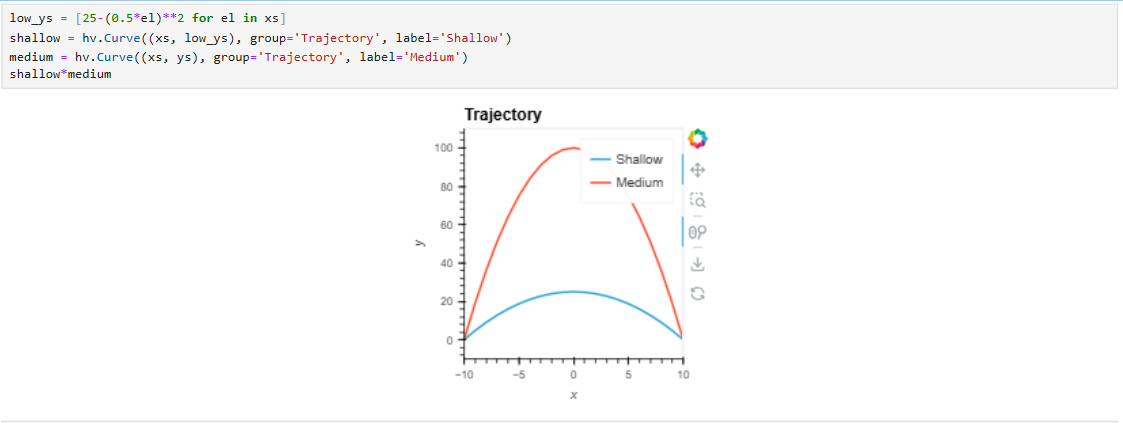 low_ys = [25-(0.5*el)**2 for el in xs]
shallow = hv.Curve((xs, low_ys), group='Trajectory', label='Shallow')
medium = hv.Curve((xs, ys), group='Trajectory', label='Medium')
shallow*medium
Trajectory
100
80
60
40
20
0
y
Shallow
Medium
-10
-5
0
5
10
x